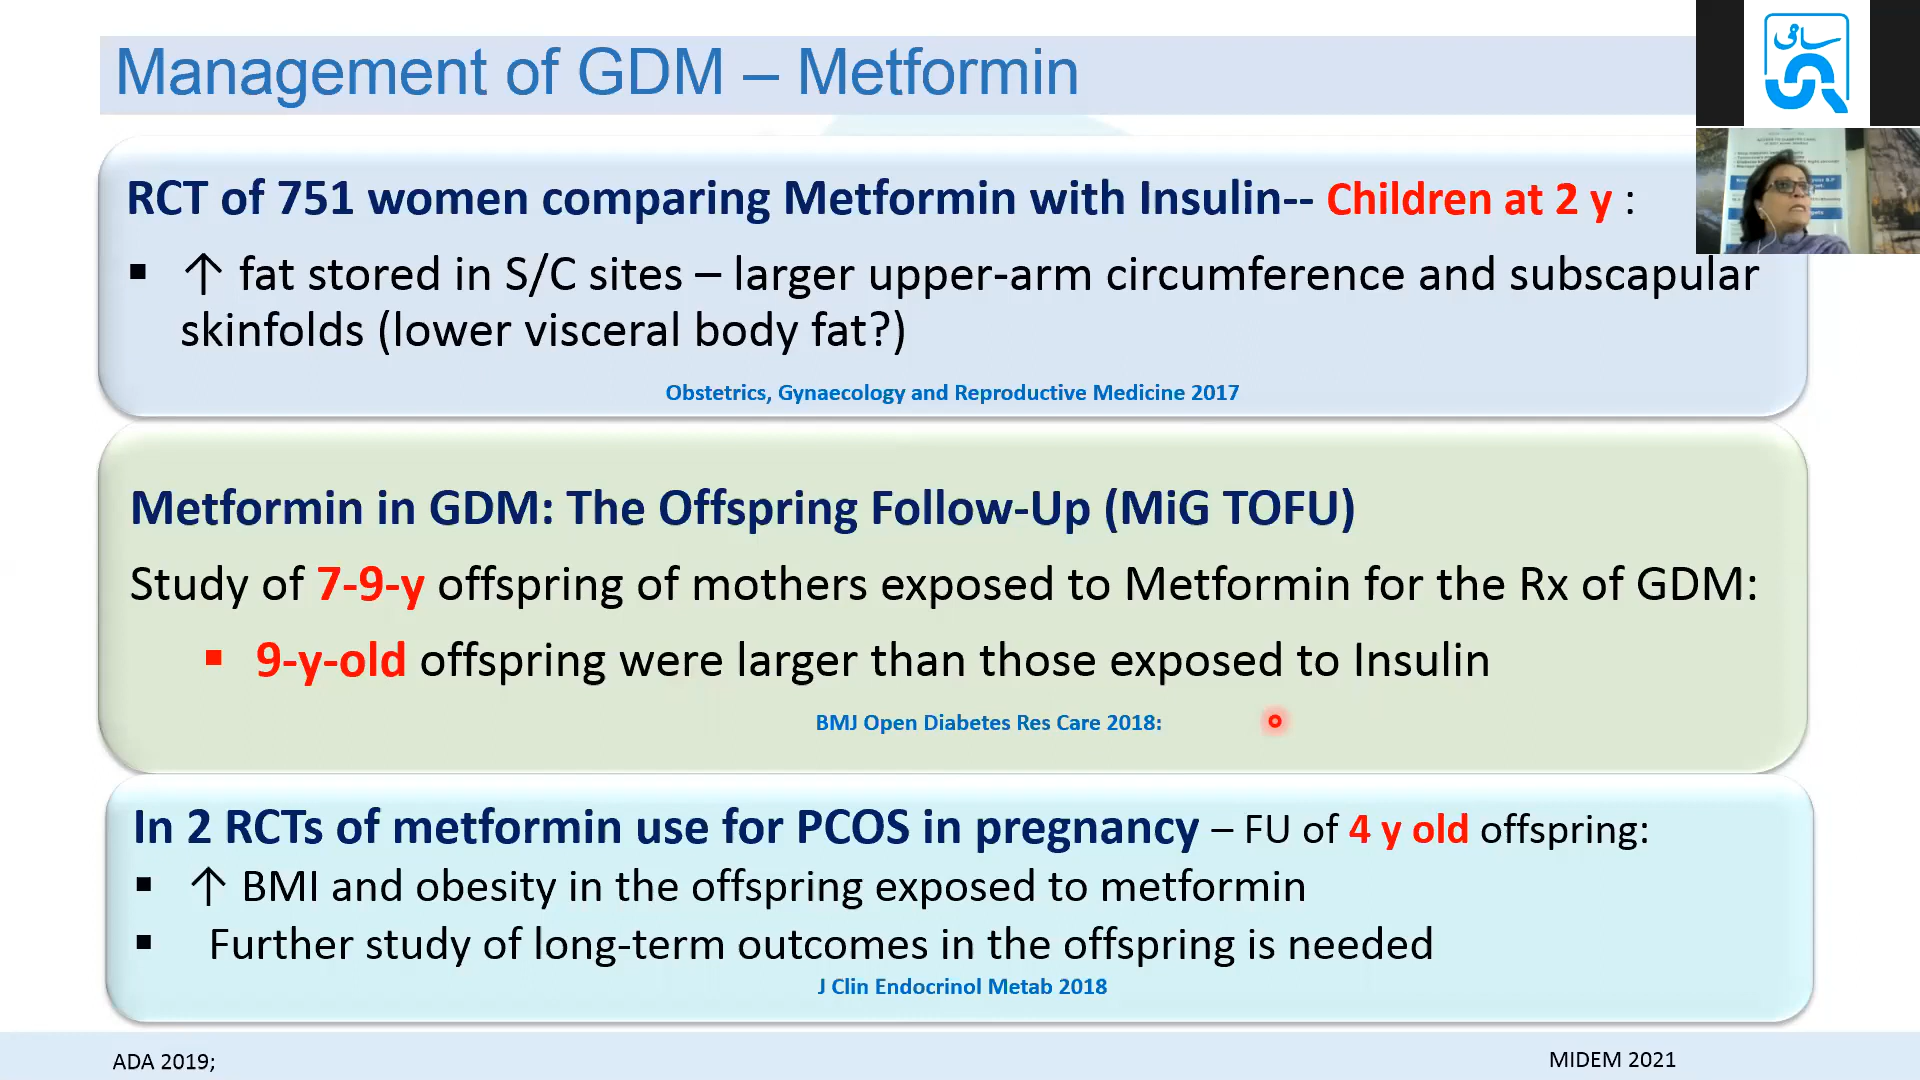 Management of GDM – Metformin
ساقی
RCT of 751 women comparing Metformin with Insulin-- Children at 2 y :
▪ ↑ fat stored in S/C sites – larger upper-arm circumference and subscapular
skinfolds (lower visceral body fat?)
Obstetrics, Gynaecology and Reproductive Medicine 2017
Metformin in GDM: The Offspring Follow-Up (MiG TOFU)
Study of 7-9-y offspring of mothers exposed to Metformin for the Rx of GDM:
▪ 9-y-old offspring were larger than those exposed to Insulin
BMJ Open Diabetes Res Care 2018:
In 2 RCTs of metformin use for PCOS in pregnancy – FU of 4 y old offspring:
▪ ↑ BMI and obesity in the offspring exposed to metformin
▪ Further study of long-term outcomes in the offspring is needed
J Clin Endocrinol Metab 2018
ADA 2019;
MIDEM 2021